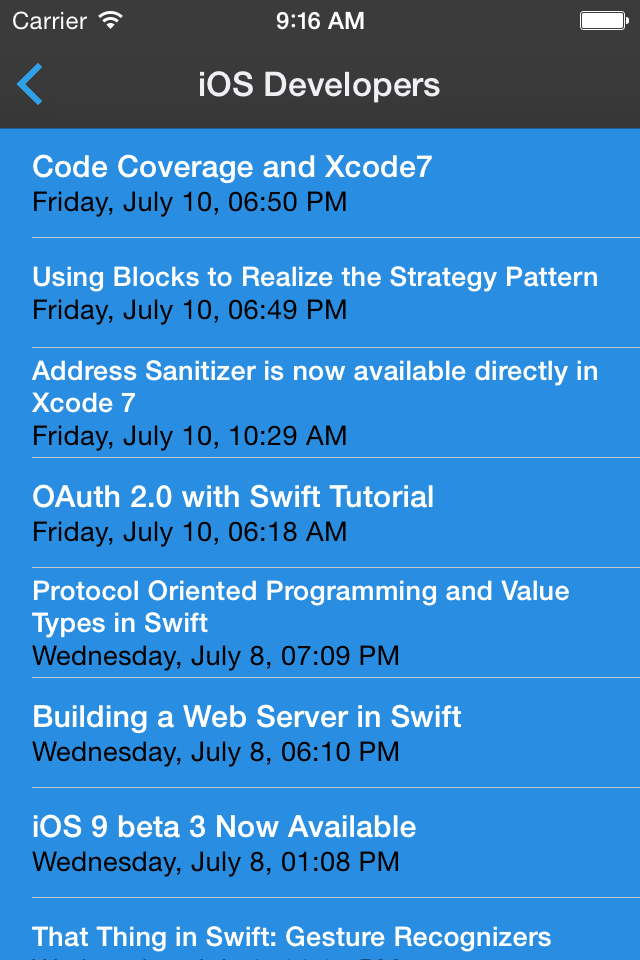 Carrier 9:16 AM
iOS Developers
Code Coverage and Xcode7
Friday, July 10, 06:50 PM
Using Blocks to Realize the Strategy Pattern
Friday, July 10, 06:49 PM
Address Sanitizer is now available directly in
Xcode 7
Friday, July 10, 10:29 AM
OAuth 2.0 with Swift Tutorial
Friday, July 10, 06:18 AM
Protocol Oriented Programming and Value
Types in Swift
Wednesday, July 8, 07:09 PM
Building a Web Server in Swift
Wednesday, July 8, 06:10 PM
iOS 9 beta 3 Now Available
Wednesday, July 8, 01:08 PM
That Thing in Swift: Gesture Recognizers